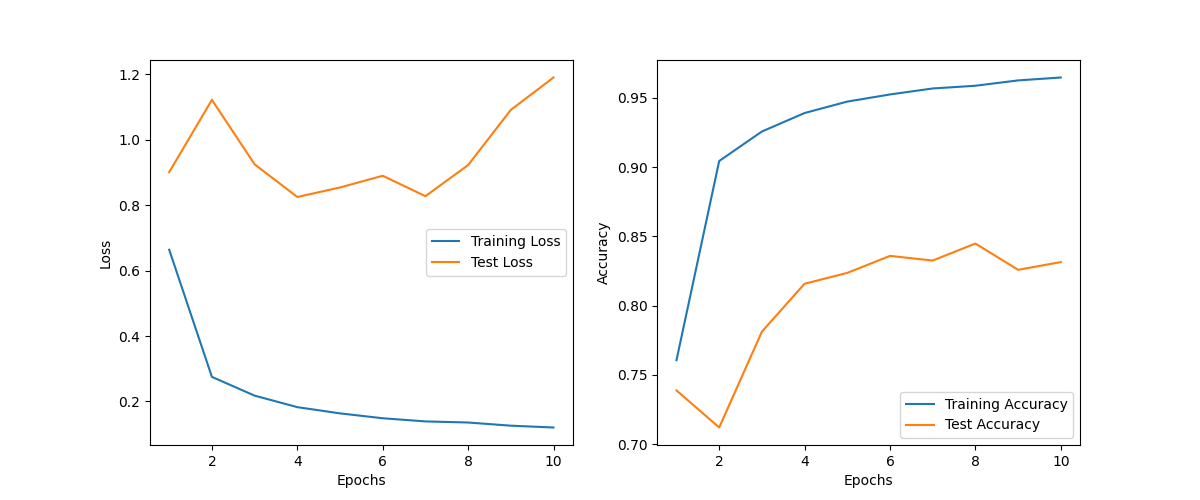 1.2
1.0
0.8
0.6
0.4
0.2
Loss
Training Loss
Test Loss
2 4 6 8 10
Epochs
0.95
0.90
0.85
0.80
0.75
0.70
Accuracy
Training Accuracy
Test Accuracy
2 4 6 8 10
Epochs